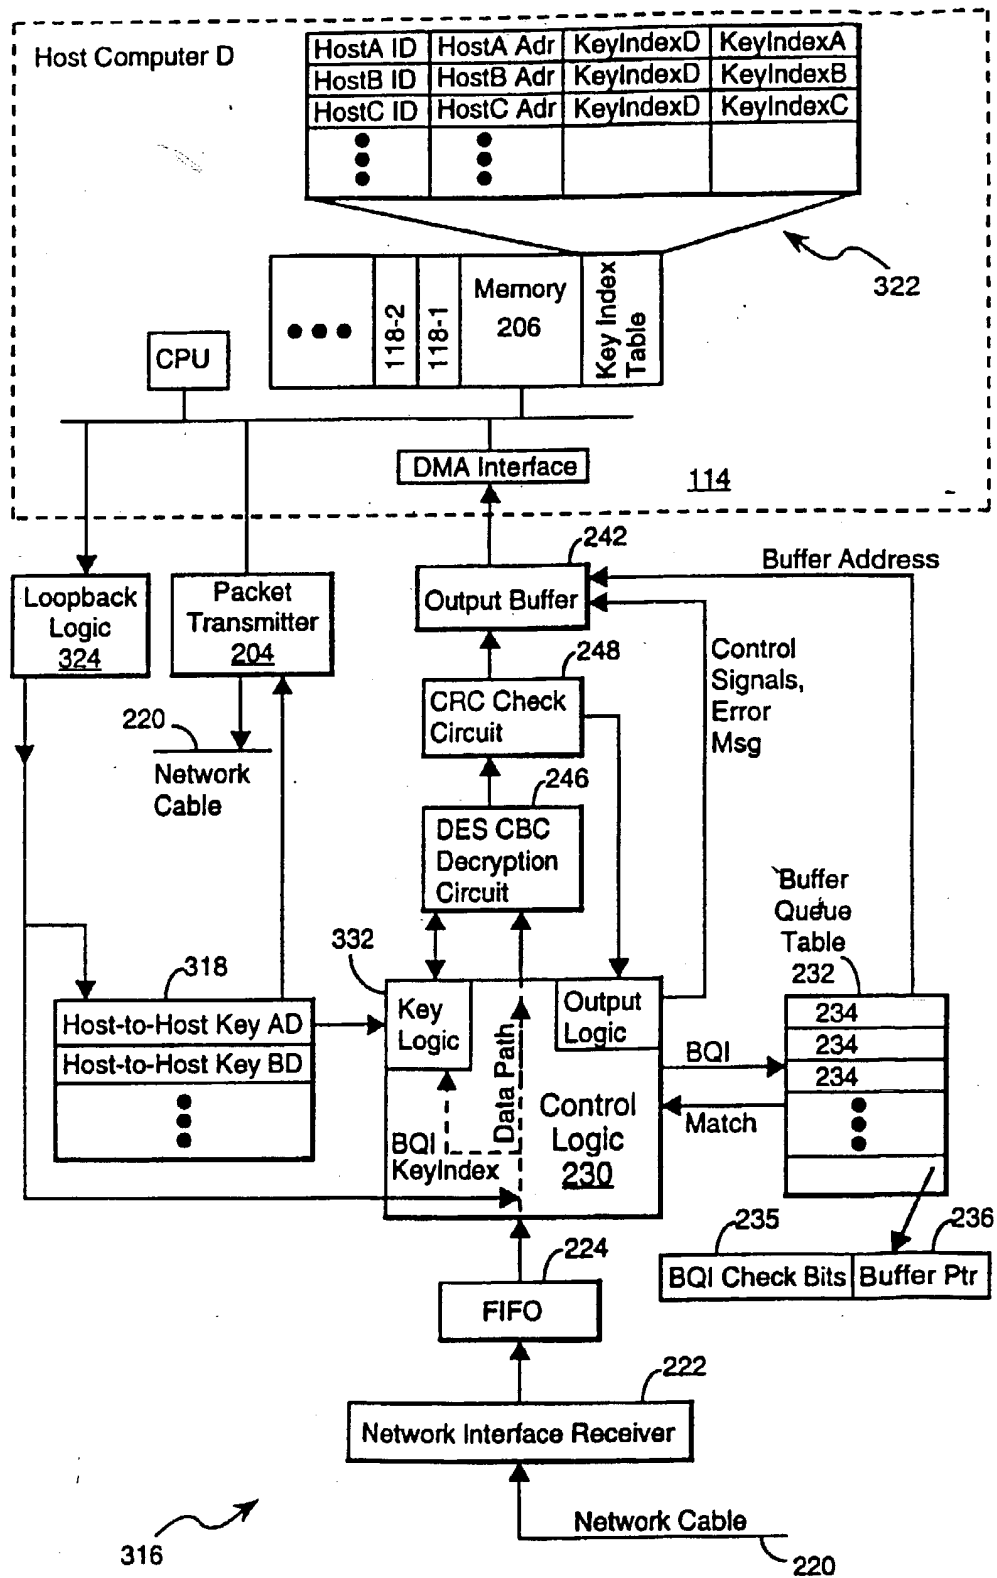 Host Computer D
HostA ID HostA Adr KeyIndexD KeyIndexA
HostB ID HostB Adr KeyIndexD KeyIndexB
HostC ID HostC Adr KeyIndexD KeyIndexC
322
118-2
118-1
Memory
206
Key Index
Table
CPU
DMA Interface
114
242
Buffer Address
Loopback
Logic
324
Packet
Transmitter
204
Output Buffer
248
Control
Signals,
Error
Msg
CRC Check
Circuit
220
Network
Cable
246
DES CBC
Decryption
Circuit
Buffer
Queue
Table
232
332
318
Host-to-Host Key AD
Host-to-Host Key BD
Key
Logic
Data Path
Output
Logic
BQI
Match
234
234
234
Control
Logic
230
BQI
KeyIndex
235
236
BQI Check Bits Buffer Ptr
224
FIFO
222
Network Interface Receiver
Network Cable
220
316